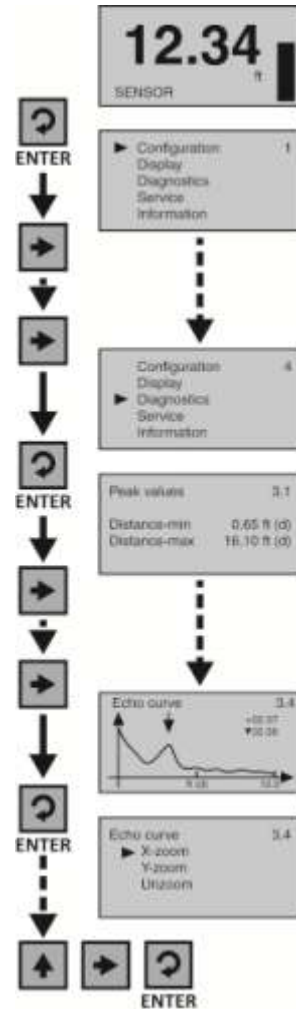 12.34
ft
SENSOR
ENTER
Configuration 1
Display
Diagnostics
Service
Information
Configuration 4
Display
Diagnostics
Service
Information
ENTER
Peak values 3.1
Distance-min 0.65 ft (d)
Distance-max 16.10 ft (d)
Echo curve 3.4
ENTER
Echo curve 3.4
X-zoom
Y-zoom
Unzoom
ENTER